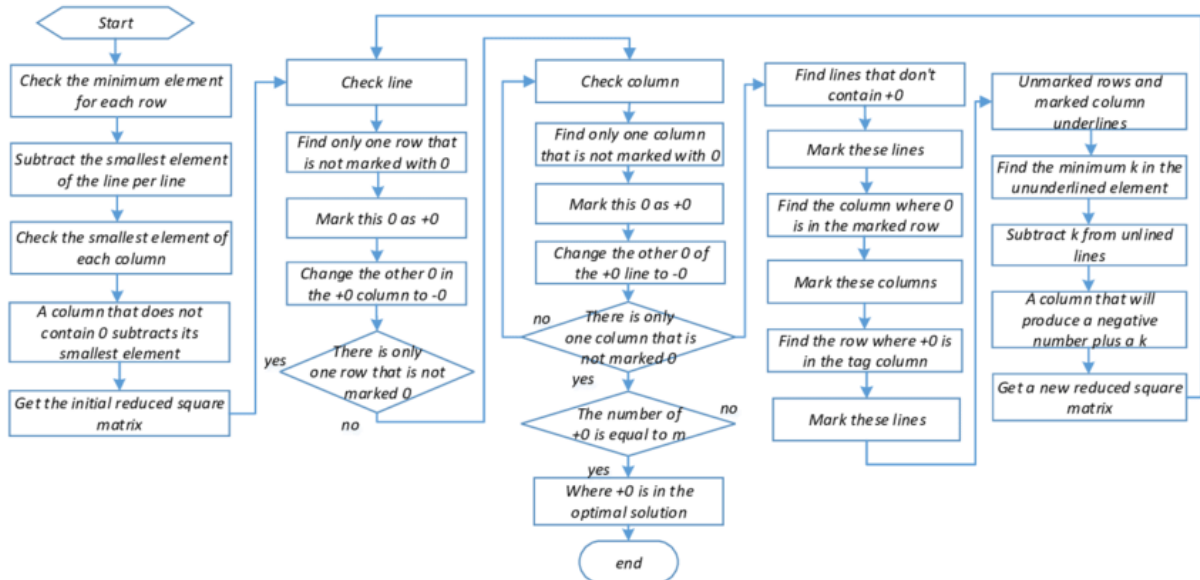 Start
Check the minimum element
for each row
Subtract the smallest element
of the line per line
Check the smallest element of
each column
A column that does not
contain 0 subtracts its
smallest element
Get the initial reduced square
matrix
yes
Check line
Find only one row that
is not marked with 0
Mark this 0 as +0
Change the other 0 in
the +0 column to -0
There is only
one row that is not
marked 0
no
Check column
Find only one column
that is not marked with 0
Mark this 0 as +0
Change the other 0 of
the +0 line to -0
no
There is only
one column that is
not marked 0
yes
The number of
+0 is equal to m
no
yes
Where +0 is in the
optimal solution
end
Find lines that don't
contain +0
Mark these lines
Find the column where 0
is in the marked row
Mark these columns
Find the row where +0 is
in the tag column
Mark these lines
Unmarked rows and
marked column
underlines
Find the minimum k in the
ununderlined element
Subtract k from unlined
lines
A column that will
produce a negative
number plus a k
Get a new reduced square
matrix